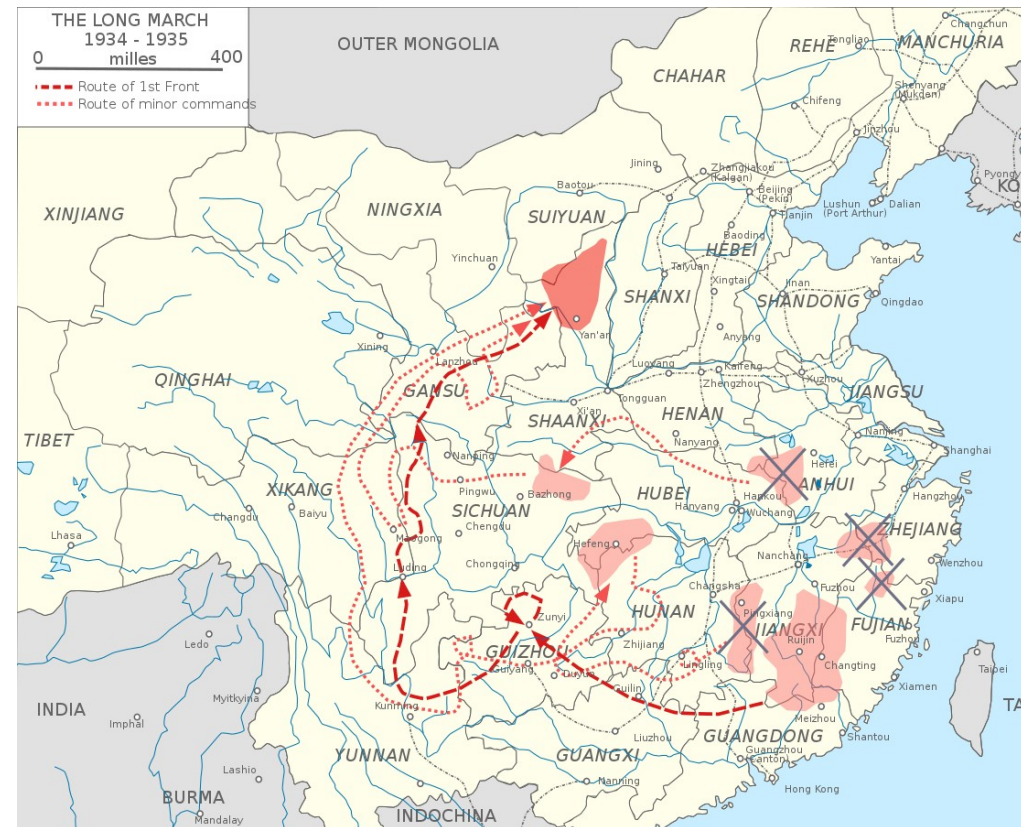 THE LONG MARCH
1934 - 1935
0 milles 400
Route of 1st Front
Route of minor commands
OUTER MONGOLIA
REHE
Tongliao
MANCHURIA
Changchun
CHAHAR
Chifeng
Shenyang
(Mukden)
Jinzhou
Jining
Zhangjiakou
(Kalgan)
Baotou
Beijing
(Pekin)
Tianjin
Lushun
(Port Arthur)
Dalian
Pyongy
KO
XINJIANG
NINGXIA
SUIYUAN
Baoding
HEBEI
Yinchuan
Taiyuan
Xingtai
Yantai
Jinan
SHANXI
SHANDONG
Qingdao
Yan'an
Anyang
Xining
Lanzhou
Luoyang
Kaifeng
Zhengzhou
Xuzhou
QINGHAI
GANSU
Tongguan
JIANGSU
Xi'an
SHAANXI
HENAN
TIBET
Nanyang
Nanjing
Shanghai
Nanping
Hefei
XIKANG
Pingwu
Bazhong
HUBEI
ANHUI
Hankou
Hanyang
Wuchang
Hangzhou
Changdu
Baiyu
SICHUAN
Chengdu
ZHEJIANG
Lhasa
Maogong
Hefeng
Nanchang
Wenzhou
Luding
Chongqing
Changsha
Fuzhou
Xiapu
Zunyi
HUNAN
Pingxiang
JIANGXI
FUJIAN
Ledo
GUIZHOU
Zhijiang
Ruijin
Fuzhou
Guiyang
Duyun
Lingling
Changting
Taipei
Myitkyina
Guilin
Xiamen
INDIA
Imphal
Kunming
Meizhou
TA
Liuzhou
GUANGDONG
Shantou
YUNNAN
GUANGXI
Guangzhou
(Canton)
Lashio
Nanning
Hong Kong
BURMA
Mandalay
INDOCHINA